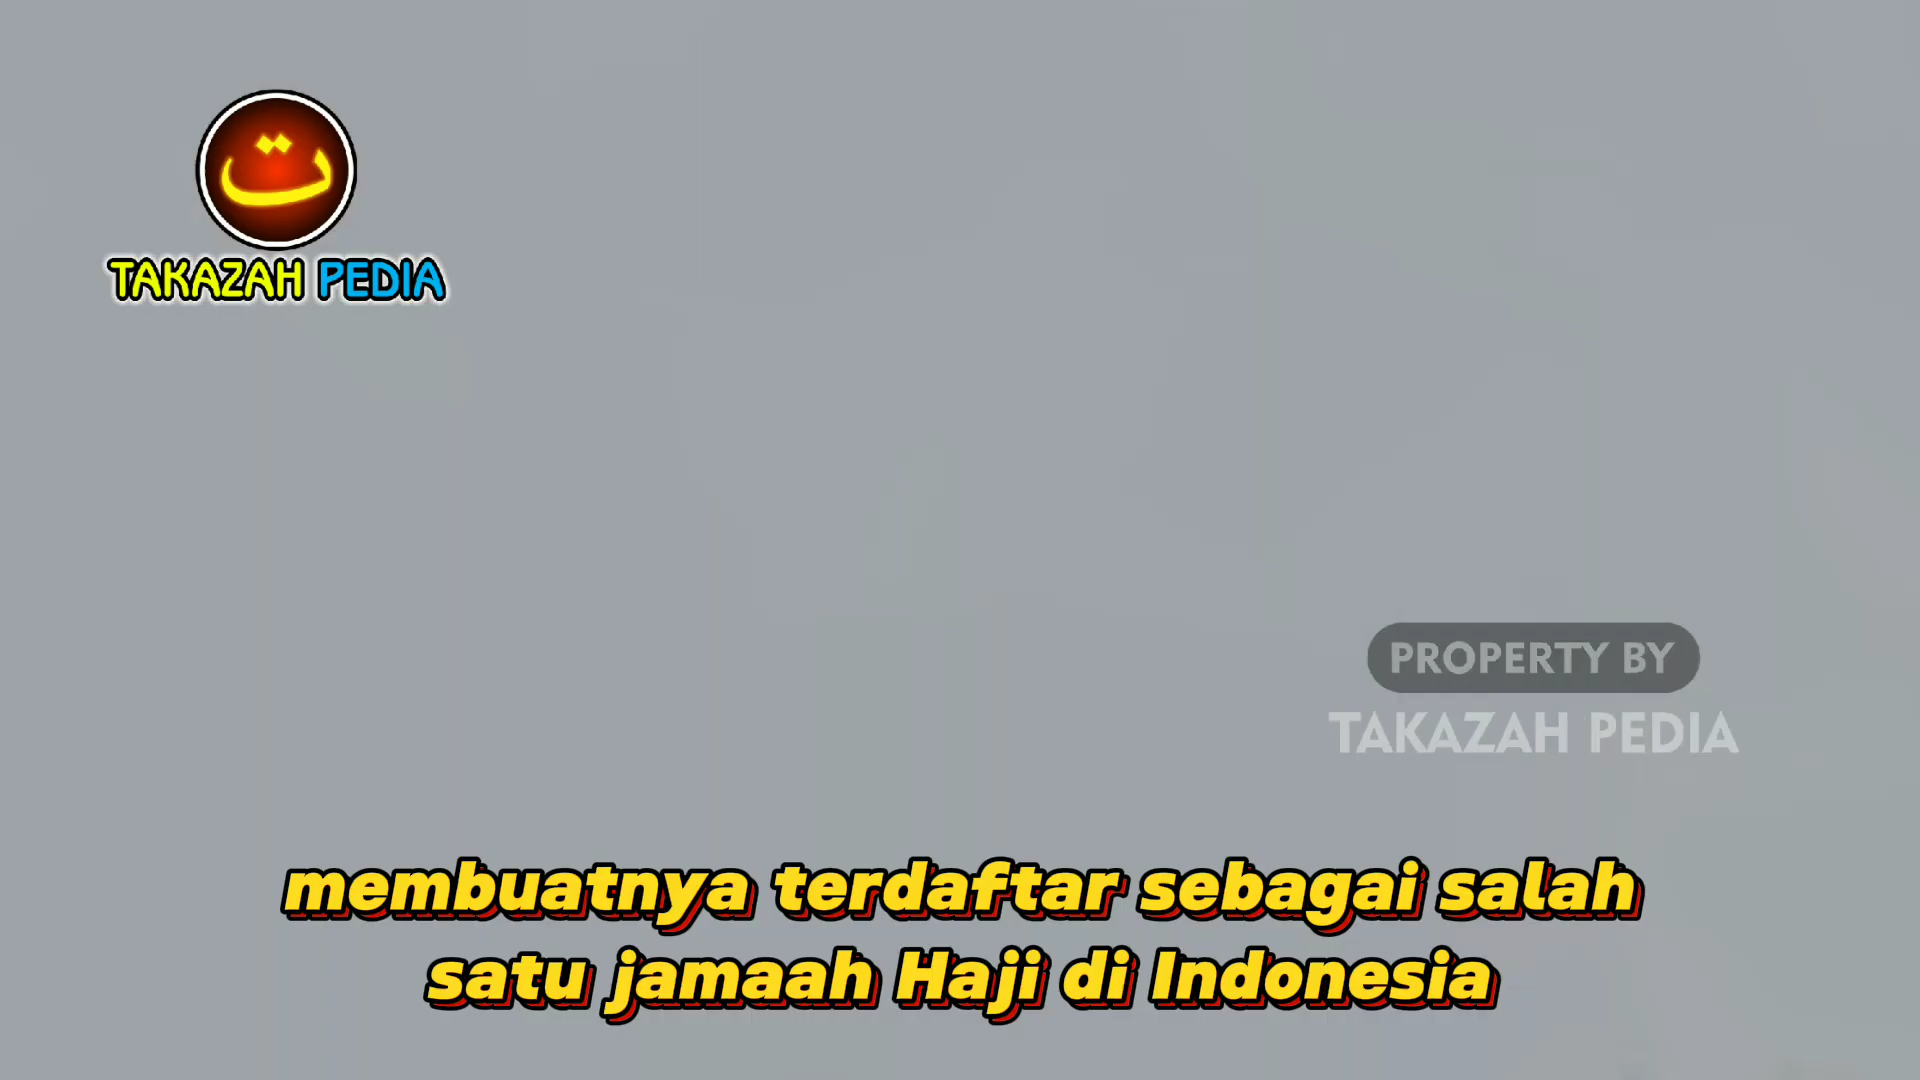 ت
TAKAZAH PEDIA
PROPERTY BY
TAKAZAH PEDIA
membuatnya terdaftar sebagai salah
satu jamaah Haji di Indonesia